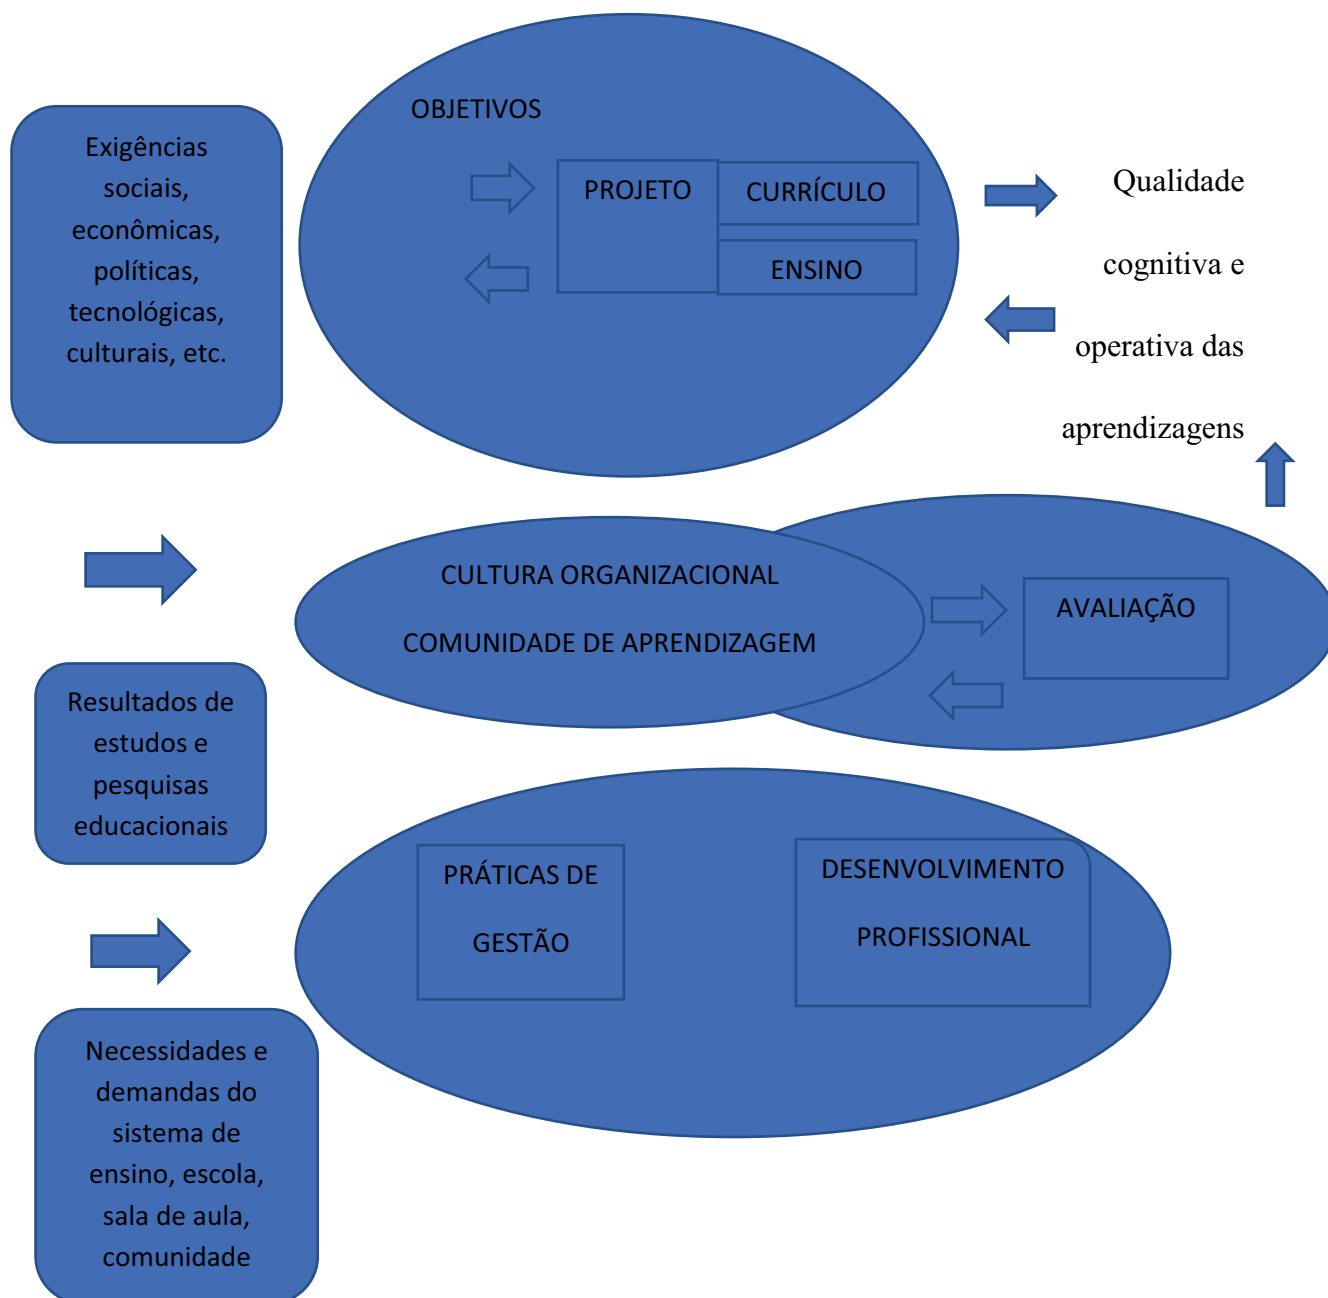 Exigências
sociais,
econômicas,
políticas,
tecnológicas,
culturais, etc.
OBJETIVOS
PROJETO
CURRÍCULO
ENSINO
Qualidade
cognitiva e
operativa das
aprendizagens
CULTURA ORGANIZACIONAL
COMUNIDADE DE APRENDIZAGEM
AVALIAÇÃO
Resultados de
estudos e
pesquisas
educacionais
PRÁTICAS DE
GESTÃO
DESENVOLVIMENTO
PROFISSIONAL
Necessidades e
demandas do
sistema de
ensino, escola,
sala de aula,
comunidade